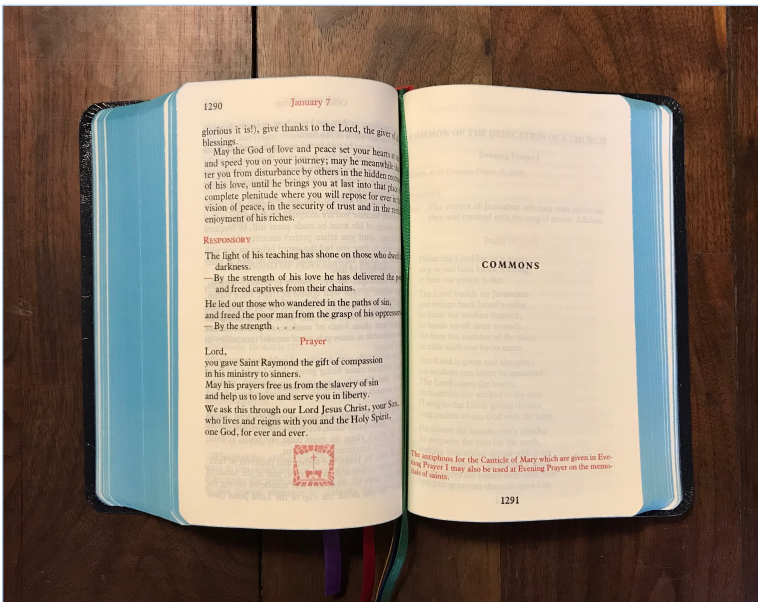 1290
January 7
glorious it is!), give thanks to the Lord, the giver
blessings.
May the God of love and peace set your hearts at
and speed you on your journey; may he meanwhile
ter you from disturbance by others in the hidden
of his love, until he brings you at last into that place
complete plenitude where you will repose for ever in
vision of peace, in the security of trust and in the
enjoyment of his riches.
RESPONSORY
The light of his teaching has shone on those who
darkness.
— By the strength of his love he has delivered the
and freed captives from their chains.
He led out those who wandered in the paths of sin,
and freed the poor man from the grasp of his oppressor
— By the strength . . .
Prayer
Lord,
you gave Saint Raymond the gift of compassion
in his ministry to sinners.
May his prayers free us from the slavery of sin
and help us to love and serve you in liberty.
We ask this through our Lord Jesus Christ, your Son,
who lives and reigns with you and the Holy Spirit,
one God, for ever and ever.
COMMONS
The antiphons for the Canticle of Mary which are given in Eve-
ning Prayer I may also be used at Evening Prayer on the memo-
rials of saints.
1291